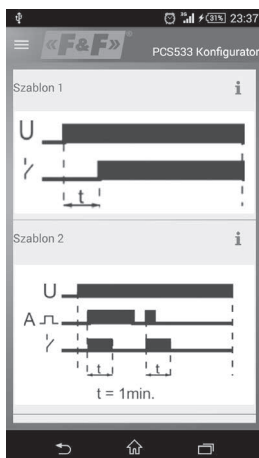 31% 23:37
«F&F» PCS533 Konfigurator
Szablon 1 i
U
t
Szablon 2 i
U
A
t t
t = 1min.